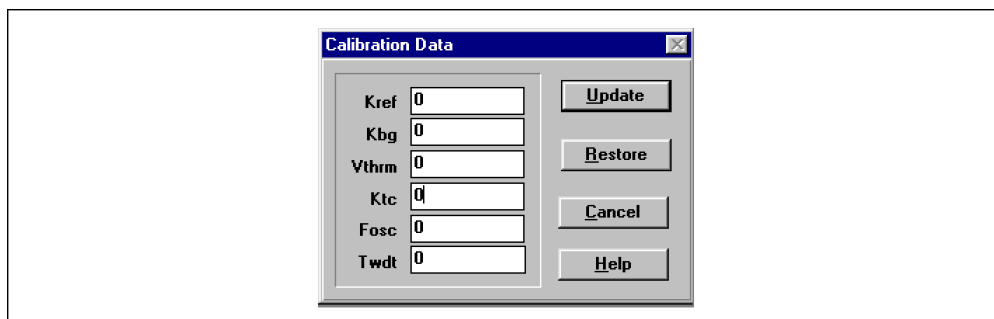 Calibration Data
Kref 0
Kbg 0
Vthrm 0
Ktc 0
Fosc 0
Twdt 0
Update
Restore
Cancel
Help